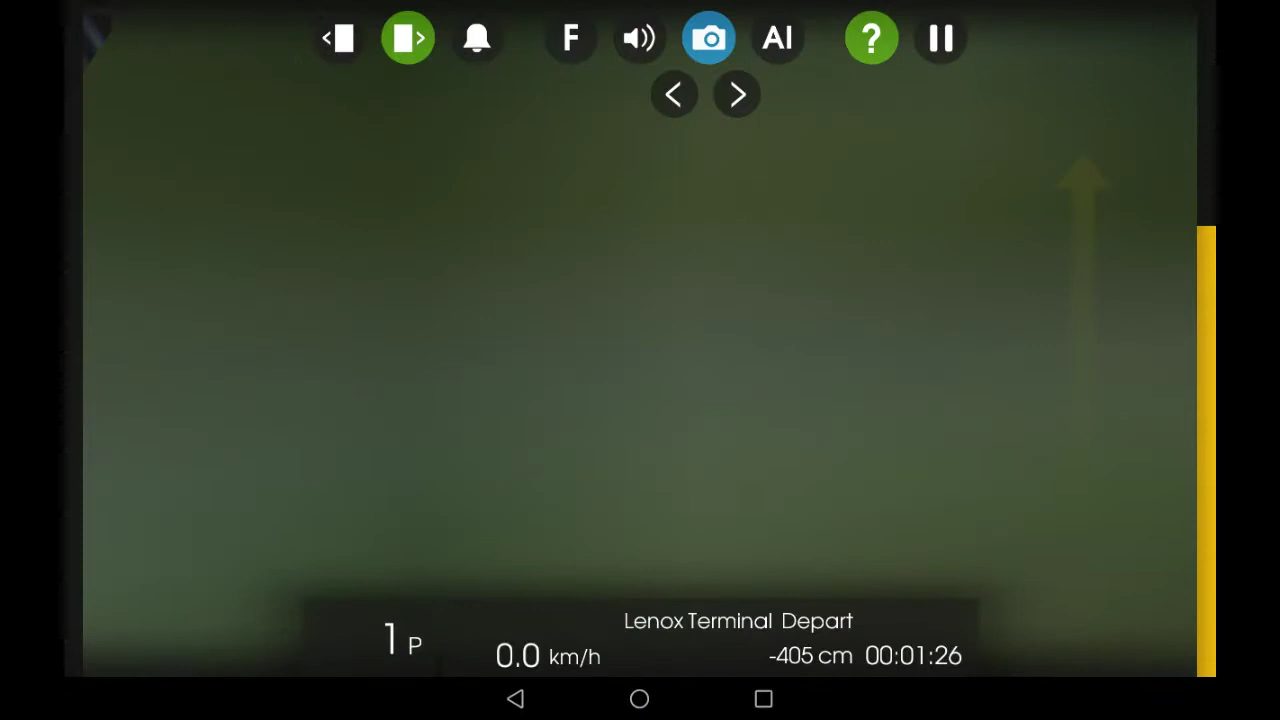 F AI ?
Lenox Terminal Depart
1 P
0.0 km/h
-405 cm 00:01:26